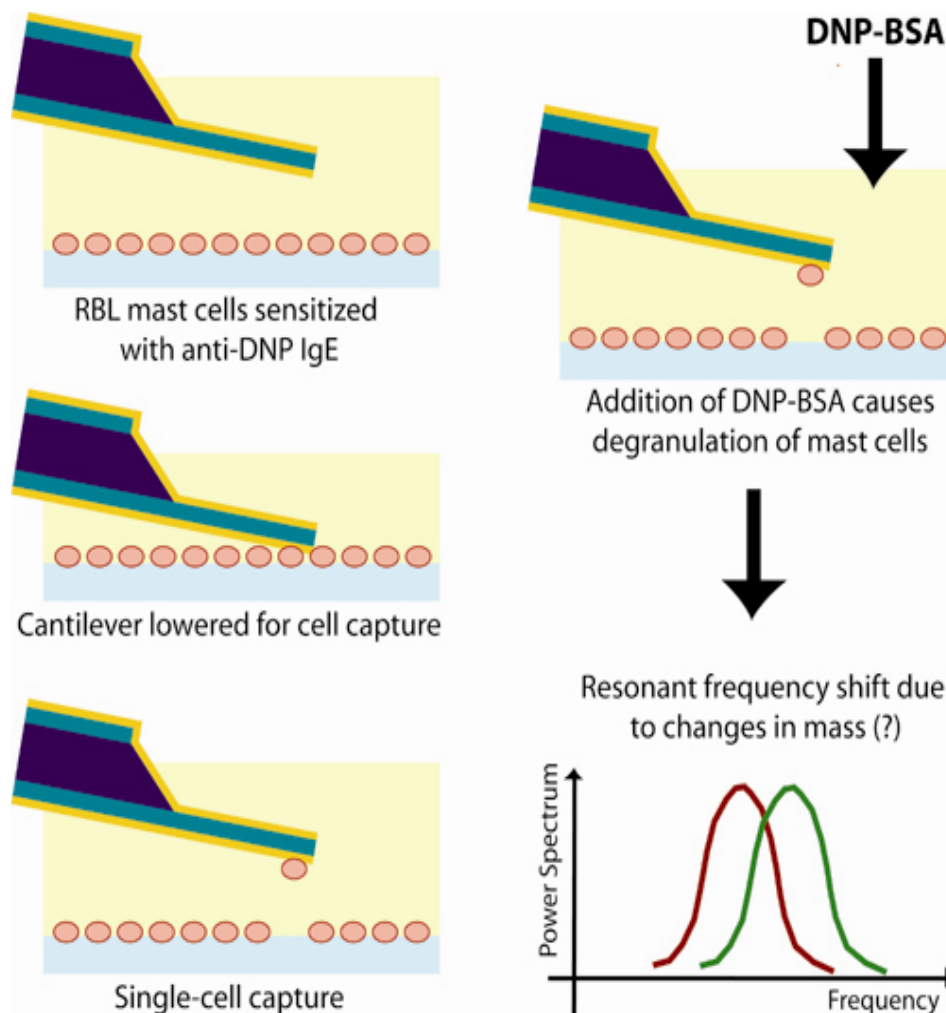 RBL mast cells sensitized
with anti-DNP IgE
Cantilever lowered for cell capture
Single-cell capture
DNP-BSA
Addition of DNP-BSA causes
degranulation of mast cells
Resonant frequency shift due
to changes in mass (?)
Power Spectrum
Frequency